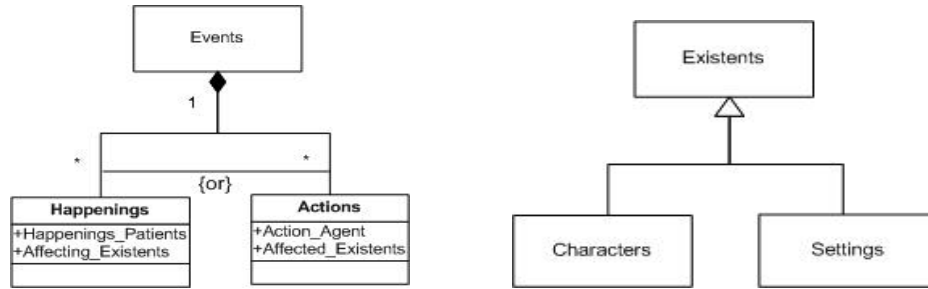 Events
1
*
*
{or}
Happenings
+Happenings_Patients
+Affecting_Existents
Actions
+Action_Agent
+Affected_Existents
Existents
Characters
Settings